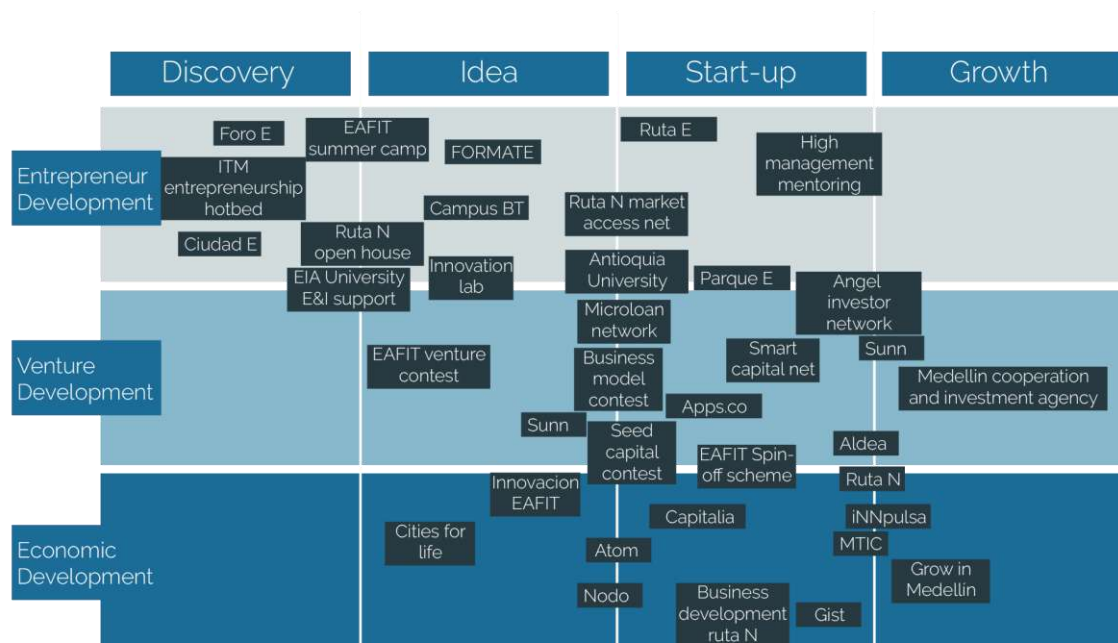 Discovery
Idea
Start-up
Growth
Entrepreneur
Development
Foro E
EAFIT
summer camp
FORMATE
Ruta E
High
management
mentoring
ITM
entrepreneurship
hotbed
Campus BT
Ruta N market
access net
Ciudad E
Ruta N
open house
EIA University
E&I support
Innovation
lab
Antioquia
University
Parque E
Angel
investor
network
Venture
Development
Microloan
network
EAFIT venture
contest
Business
model
contest
Smart
capital net
Sunn
Medellin cooperation
and investment agency
Apps.co
Sunn
Seed
capital
contest
EAFIT Spin-
off scheme
Aldea
Economic
Development
Innovacion
EAFIT
Ruta N
Cities for
life
Capitalia
iNNpulsa
Atom
MTIC
Grow in
Medellin
Nodo
Business
development
ruta N
Gist